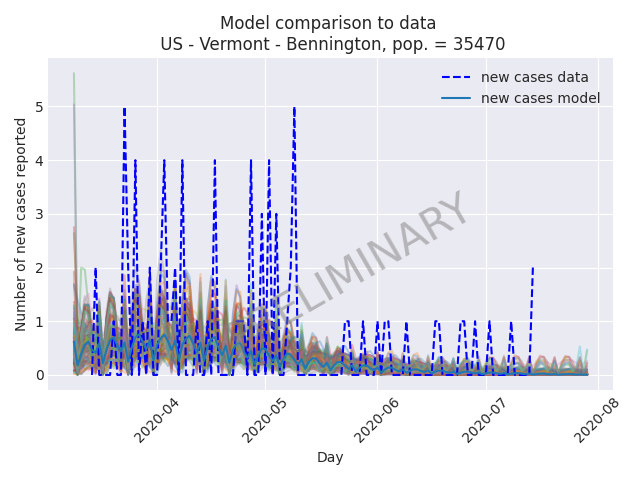 Model comparison to data
US - Vermont - Bennington, pop. = 35470
new cases data
new cases model
Number of new cases reported
5
4
3
2
1
0
PRELIMINARY
2020-04
2020-05
2020-06
2020-07
2020-08
Day